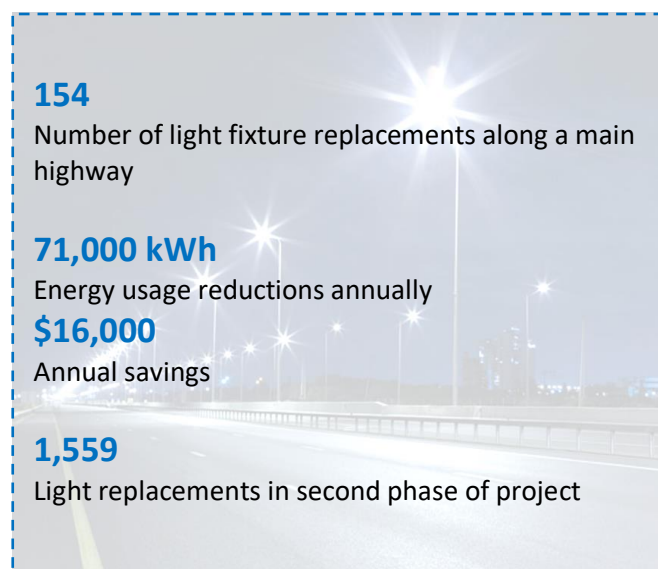 154
Number of light fixture replacements along a main
highway
71,000 kWh
Energy usage reductions annually
$16,000
Annual savings
1,559
Light replacements in second phase of project